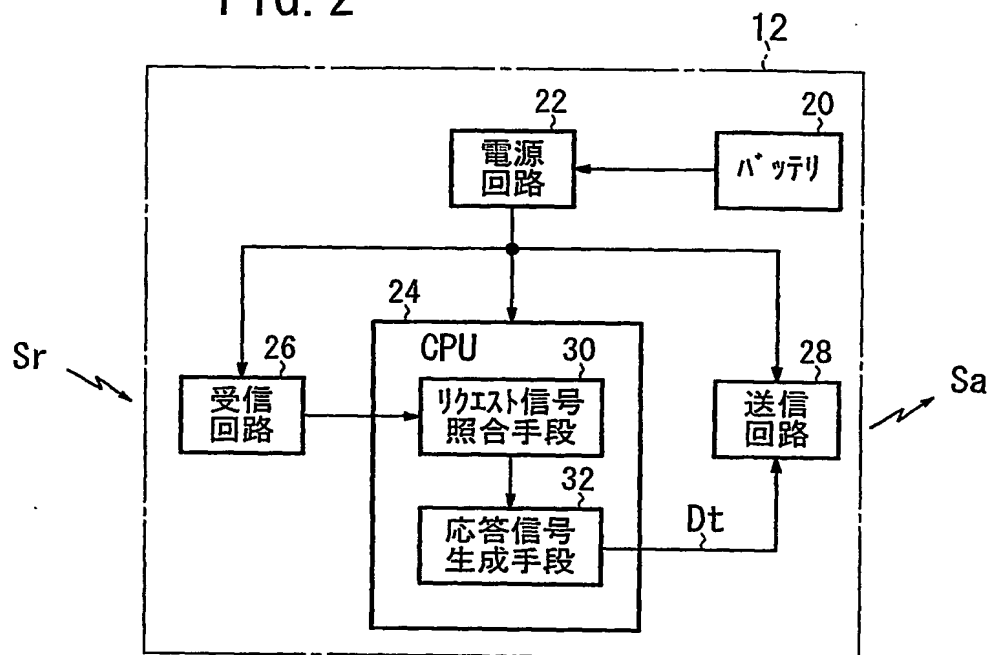 FIG. 2
12
22
20
電源
回路
バッテリ
24
CPU
Sr
26
30
28
Sa
受信
回路
リクエスト信号
照合手段
送信
回路
32
応答信号
生成手段
Dt